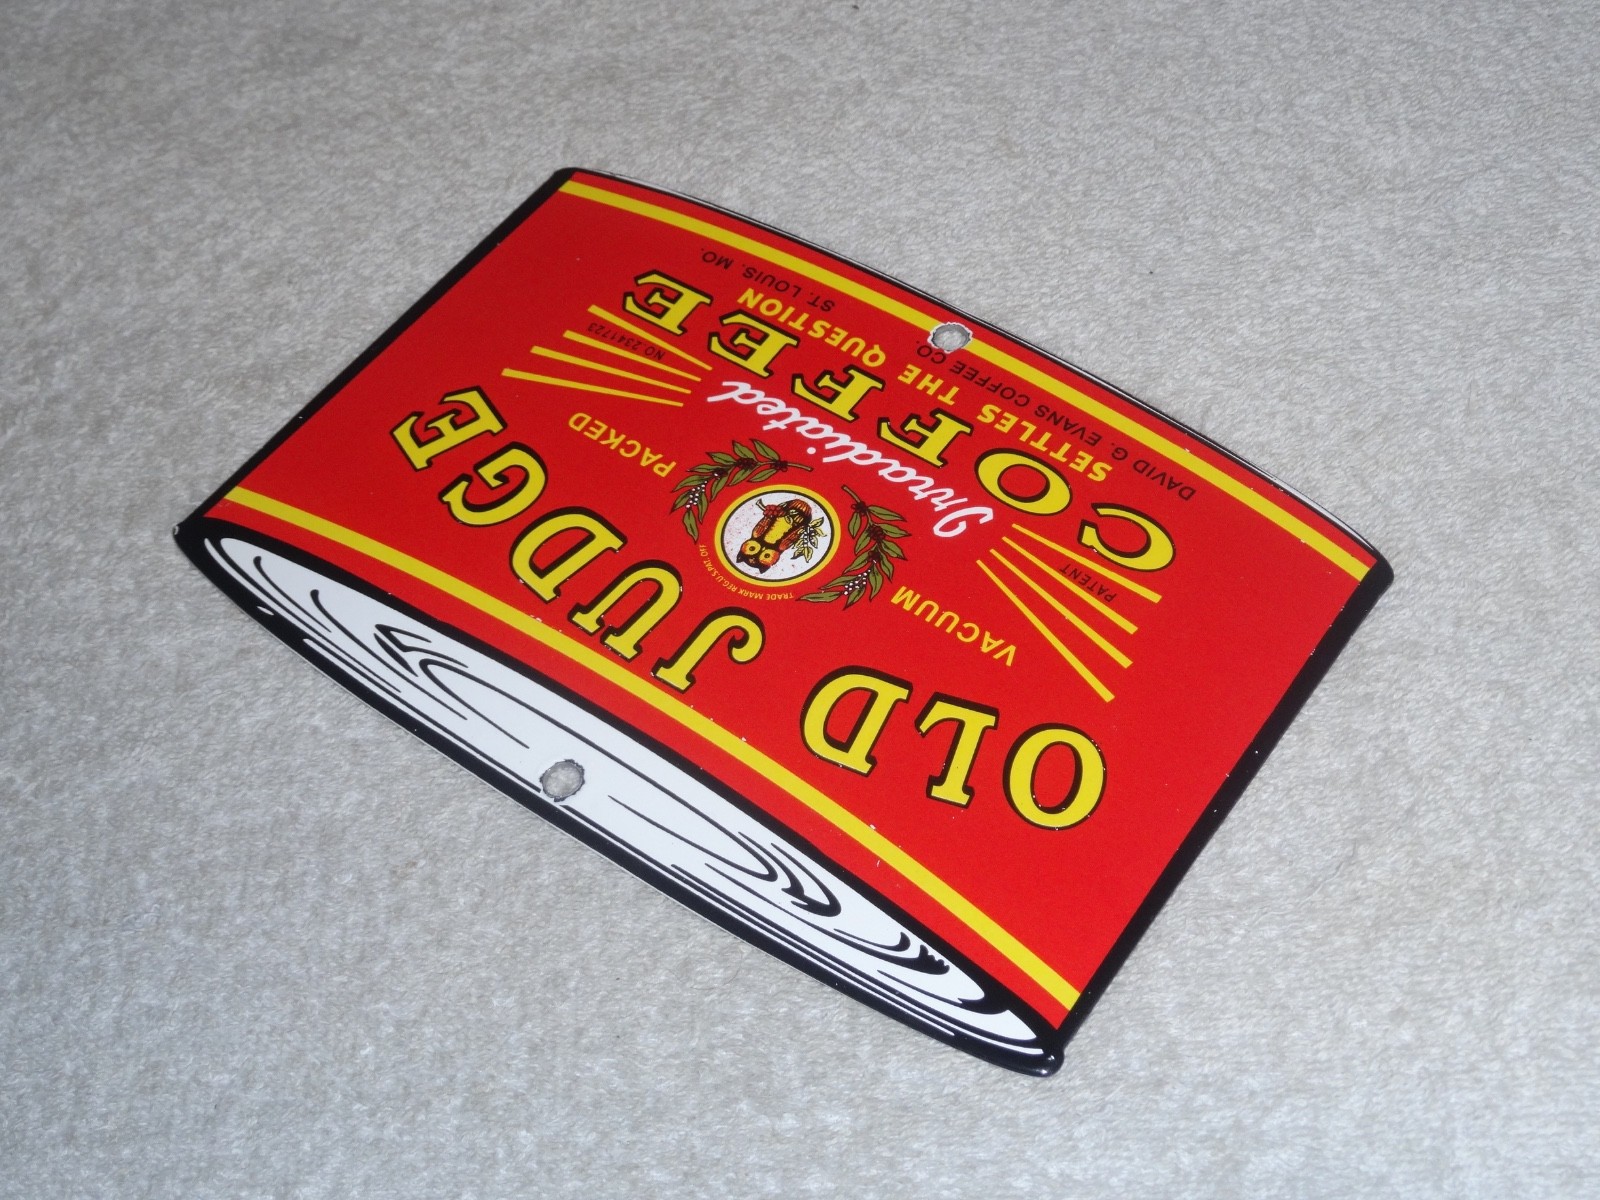 OLD JUDGE
VACUUM PACKED
TRADE MARK REG.U.S.PAT. OFF
Irradiated
PATENT NO 2341723
COFFEE
SETTLES THE QUESTION
DAVID G. EVANS COFFEE CO. ST. LOUIS, MO.